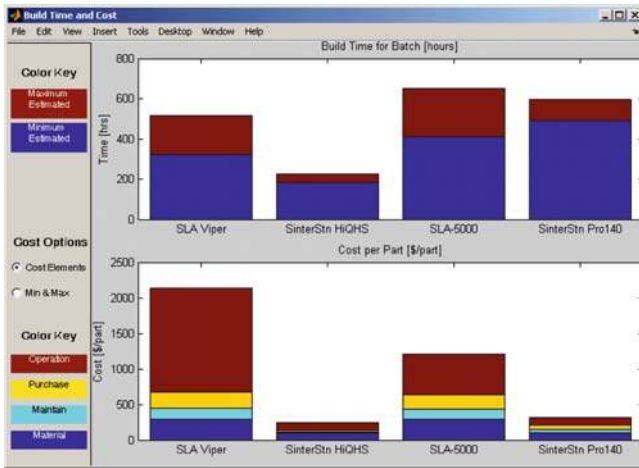 Build Time and Cost
File Edit View Insert Tools Desktop Window Help
Color Key
Maximum
Estimated
Minimum
Estimated
Cost Options
Cost Elements
Min & Max
Color Key
Operation
Purchase
Maintain
Material
Build Time for Batch [hours]
Time [hrs]
800
600
400
200
0
SLA Viper SinterStn HiQHS SLA-5000 SinterStn Pro140
Cost per Part [$/part]
Cost [$/part]
2500
2000
1500
1000
500
0
SLA Viper SinterStn HiQHS SLA-5000 SinterStn Pro140